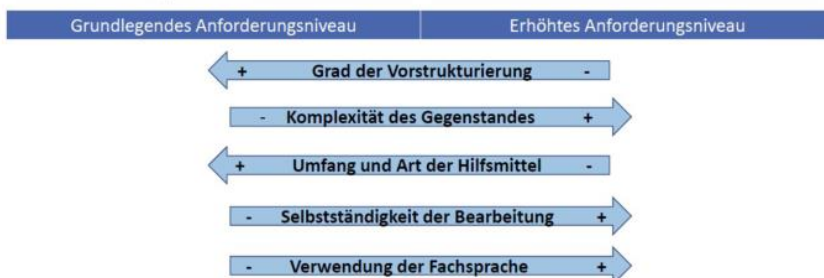 Grundlegendes Anforderungsniveau Erhöhtes Anforderungsniveau
+ Grad der Vorstrukturierung -
- Komplexität des Gegenstandes +
+ Umfang und Art der Hilfsmittel -
- Selbstständigkeit der Bearbeitung +
- Verwendung der Fachsprache +